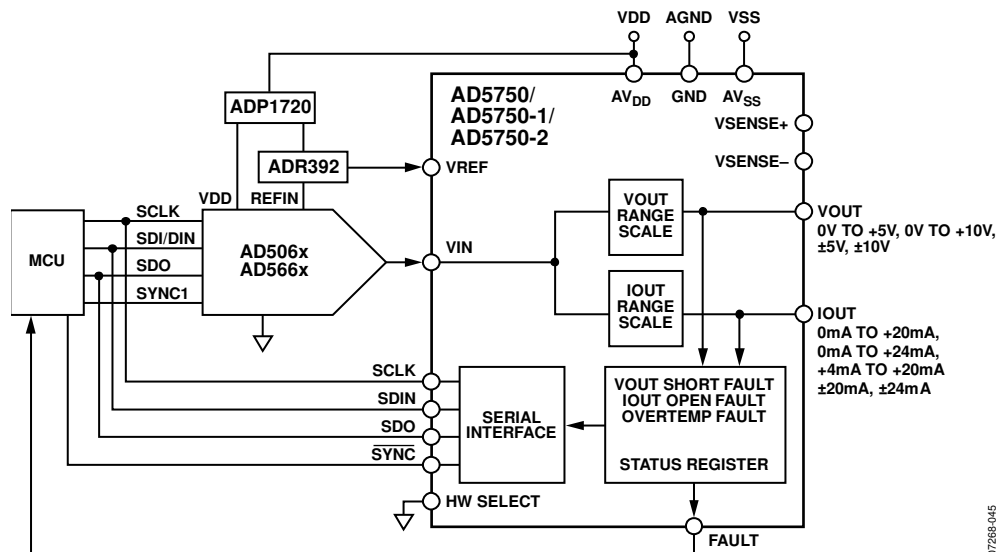 VDD AGND VSS
AVDD GND AVSS
AD5750/
AD5750-1/
AD5750-2
VSENSE+
VSENSE–
ADP1720
ADR392
VREF
VDD REFIN
MCU
SCLK
SDI/DIN
SDO
SYNC1
AD506x
AD566x
VIN
VOUT
RANGE
SCALE
VOUT
0V TO +5V, 0V TO +10V,
±5V, ±10V
IOUT
RANGE
SCALE
IOUT
0mA TO +20mA,
0mA TO +24mA,
+4mA TO +20mA
±20mA, ±24mA
SCLK
SDIN
SDO
SYNC
SERIAL
INTERFACE
VOUT SHORT FAULT
IOUT OPEN FAULT
OVERTEMP FAULT
STATUS REGISTER
HW SELECT
FAULT
07268-045